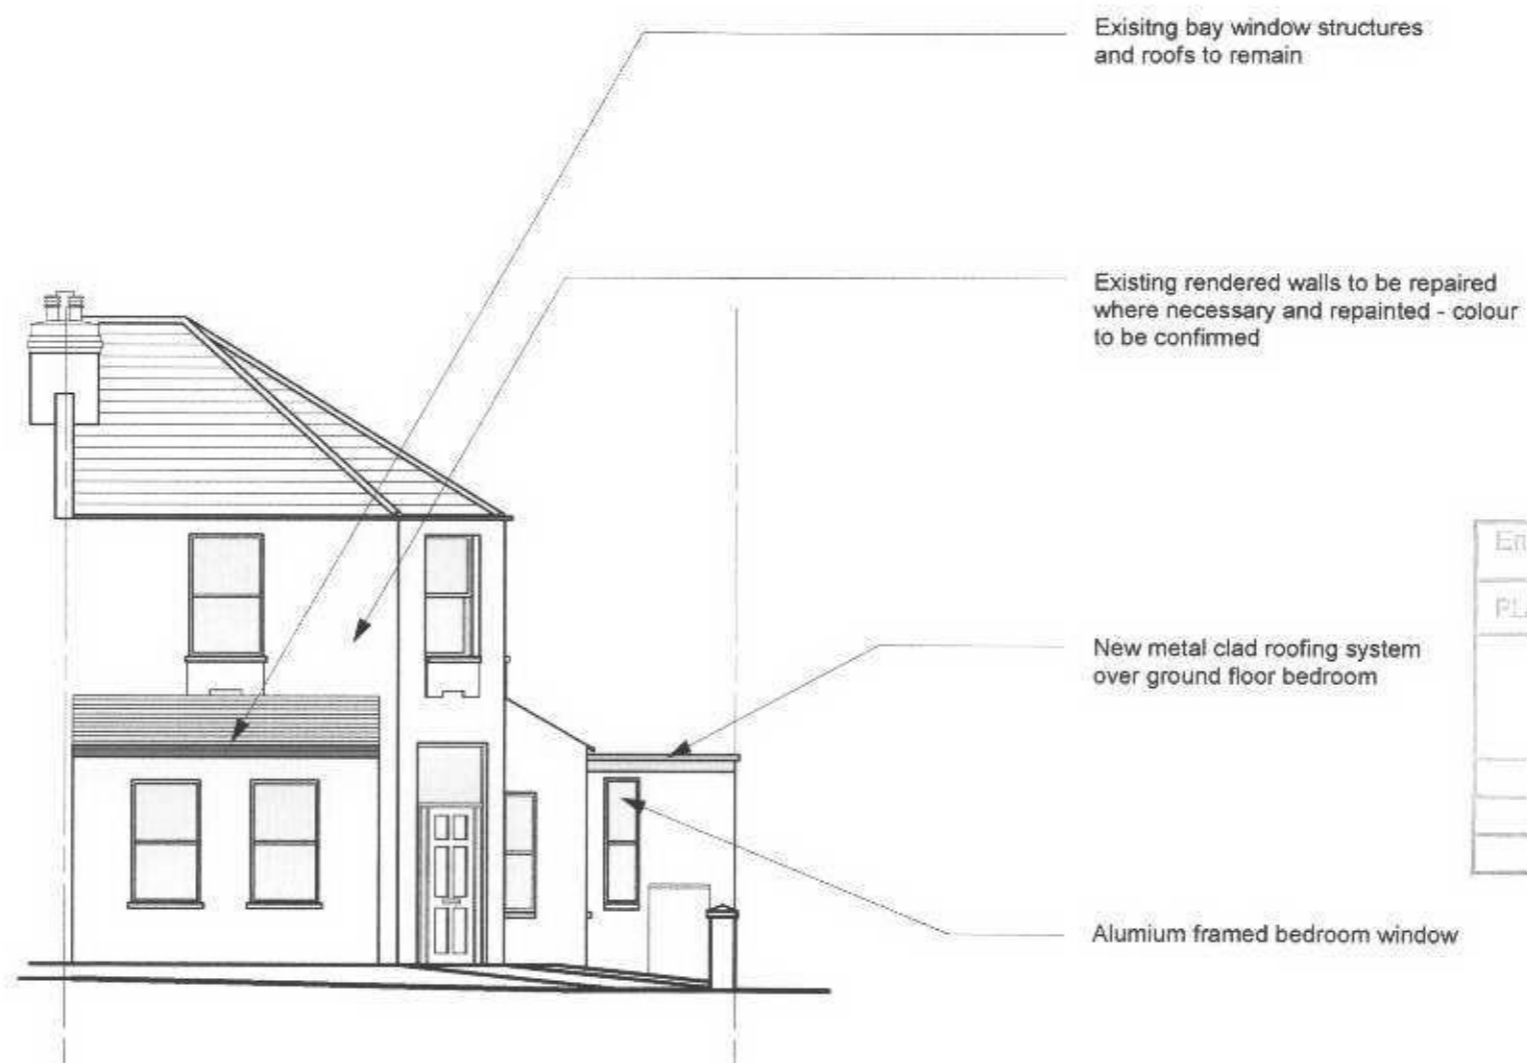 Exisitng bay window structures
and roofs to remain
Existing rendered walls to be repaired
where necessary and repainted - colour
to be confirmed
New metal clad roofing system
over ground floor bedroom
Alumium framed bedroom window